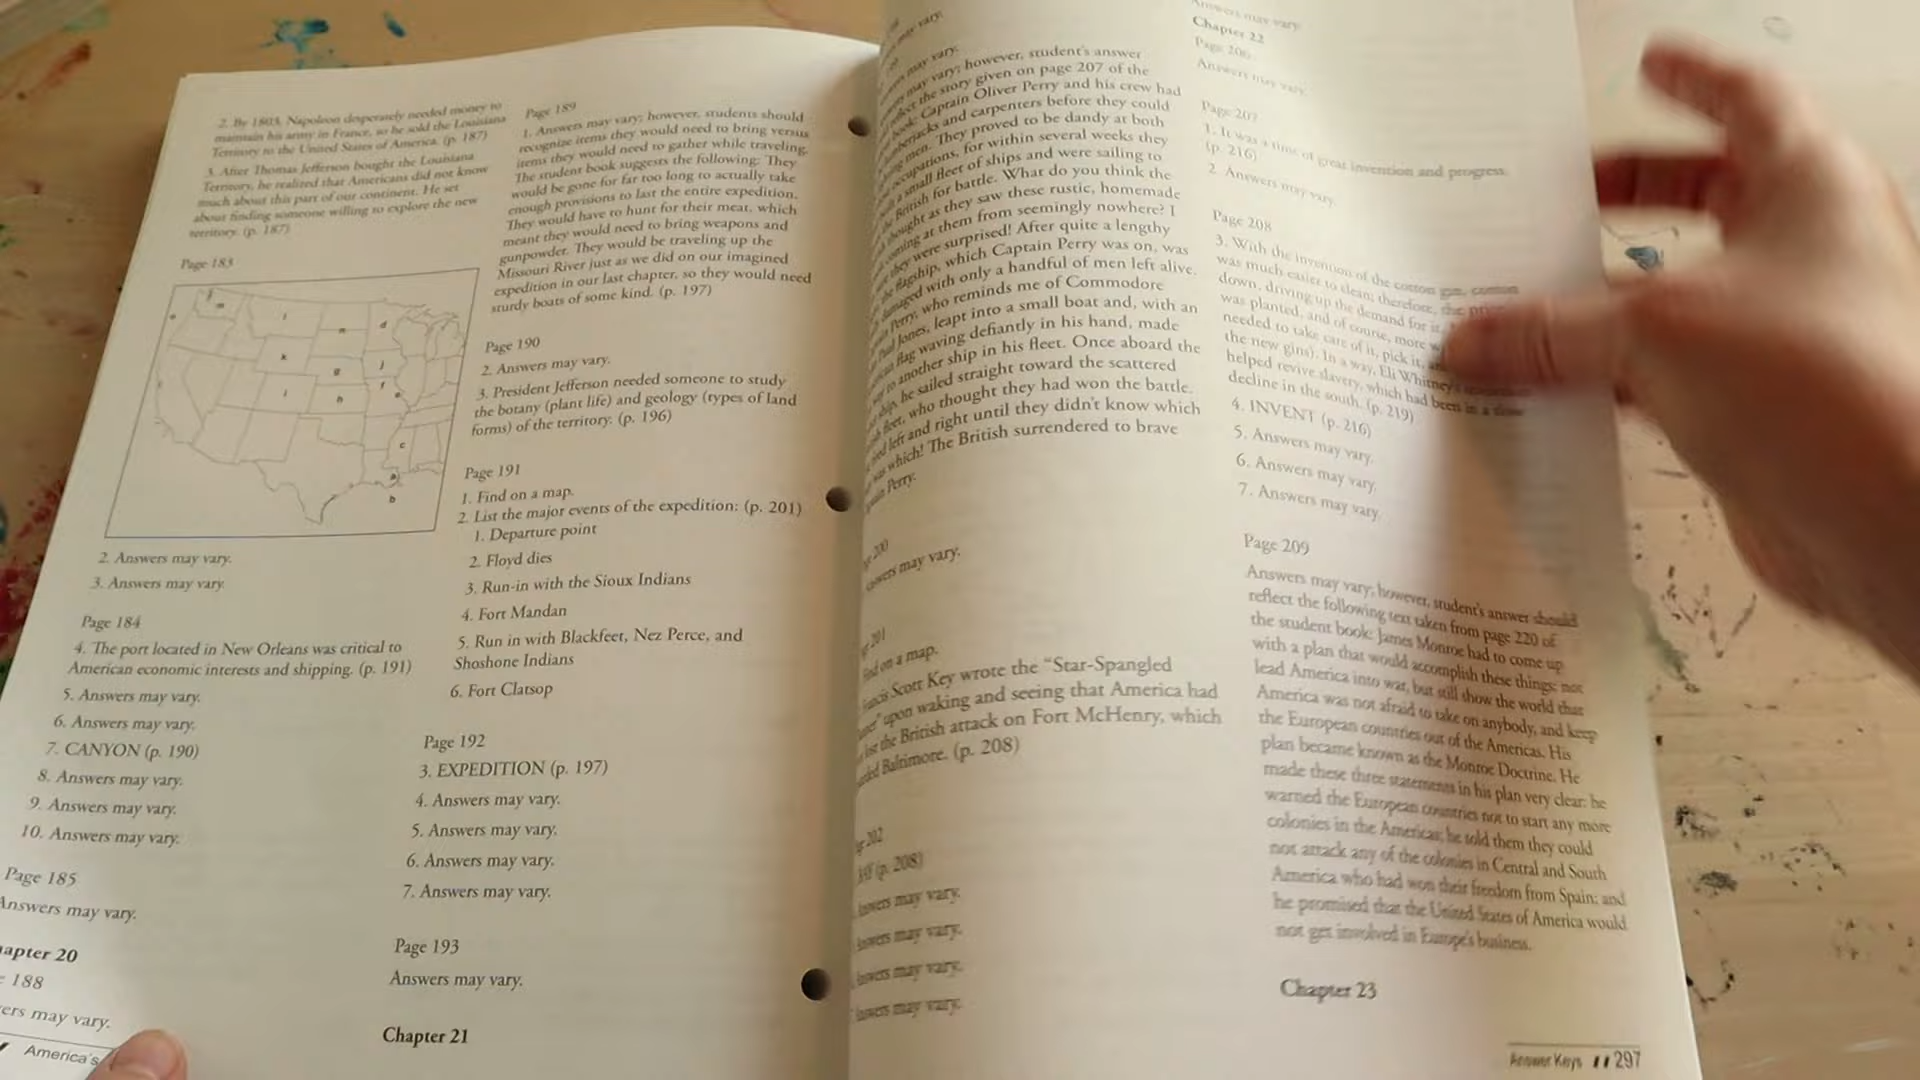 2. By 1803, Napoleon desperately needed money to
maintain his army in France, so he sold the Louisiana
Territory to the United States of America. (p. 187)
3. After Thomas Jefferson bought the Louisiana
Territory, he realized that Americans did not know
much about this part of our continent. He set
about finding someone willing to explore the new
territory. (p. 187)
Page 183
2. Answers may vary.
3. Answers may vary.
Page 184
4. The port located in New Orleans was critical to
American economic interests and shipping. (p. 191)
5. Answers may vary.
6. Answers may vary.
7. CANYON (p. 190)
8. Answers may vary.
9. Answers may vary.
10. Answers may vary.
Page 185
Answers may vary.
apter 20
188
ers may vary.
America's
Page 189
1. Answers may vary; however, students should
recognize items they would need to bring versus
items they would need to gather while traveling.
The student book suggests the following: They
would be gone for far too long to actually take
enough provisions to last the entire expedition.
They would have to hunt for their meat, which
meant they would need to bring weapons and
gunpowder. They would be traveling up the
Missouri River just as we did on our imagined
expedition in our last chapter, so they would need
sturdy boats of some kind. (p. 197)
Page 190
2. Answers may vary.
3. President Jefferson needed someone to study
the botany (plant life) and geology (types of land
forms) of the territory. (p. 196)
Page 191
1. Find on a map.
2. List the major events of the expedition: (p. 201)
1. Departure point
2. Floyd dies
3. Run-in with the Sioux Indians
4. Fort Mandan
5. Run in with Blackfeet, Nez Perce, and
Shoshone Indians
6. Fort Clatsop
Page 192
3. EXPEDITION (p. 197)
4. Answers may vary.
5. Answers may vary.
6. Answers may vary.
7. Answers may vary.
Page 193
Answers may vary.
Chapter 21
may vary.
may vary.
may vary; however, student's answer
the story given on page 207 of the
book: Captain Oliver Perry and his crew had
and carpenters before they could
men. They proved to be dandy at both
occupations, for within several weeks they
a small fleet of ships and were sailing to
British for battle. What do you think the
thought as they saw these rustic, homemade
coming at them from seemingly nowhere? I
they were surprised! After quite a lengthy
flagship, which Captain Perry was on, was
damaged with only a handful of men left alive.
Perry, who reminds me of Commodore
Paul Jones, leapt into a small boat and, with an
flag waving defiantly in his hand, made
to another ship in his fleet. Once aboard the
ship, he sailed straight toward the scattered
fleet, who thought they had won the battle.
left and right until they didn't know which
was which! The British surrendered to brave
Perry.
200
may vary.
201
on a map.
Scott Key wrote the "Star-Spangled
upon waking and seeing that America had
the British attack on Fort McHenry, which
Baltimore. (p. 208)
202
(p. 208)
may vary.
may vary.
may vary.
may vary.
Answers may vary.
Chapter 22
Page 206
Answers may vary.
Page 207
1. It was a time of great invention and progress.
(p. 216)
2. Answers may vary.
Page 208
3. With the invention of the cotton gin, cotton
was much easier to clean; therefore, the price
down, driving up the demand for it.
was planted, and of course, more
needed to take care of it, pick it,
the new gins). In a way, Eli Whitney's
helped revive slavery, which had been in a slow
decline in the south. (p. 219)
4. INVENT (p. 216)
5. Answers may vary.
6. Answers may vary.
7. Answers may vary.
Page 209
Answers may vary; however, student's answer should
reflect the following text taken from page 220 of
the student book: James Monroe had to come up
with a plan that would accomplish these things: not
lead America into war, but still show the world that
America was not afraid to take on anybody, and keep
the European countries out of the Americas. His
plan became known as the Monroe Doctrine. He
made these three statements in his plan very clear: he
warned the European countries not to start any more
colonies in the Americas; he told them they could
not attack any of the colonies in Central and South
America who had won their freedom from Spain; and
he promised that the United States of America would
not get involved in Europe's business.
Chapter 23
Answer Keys 297